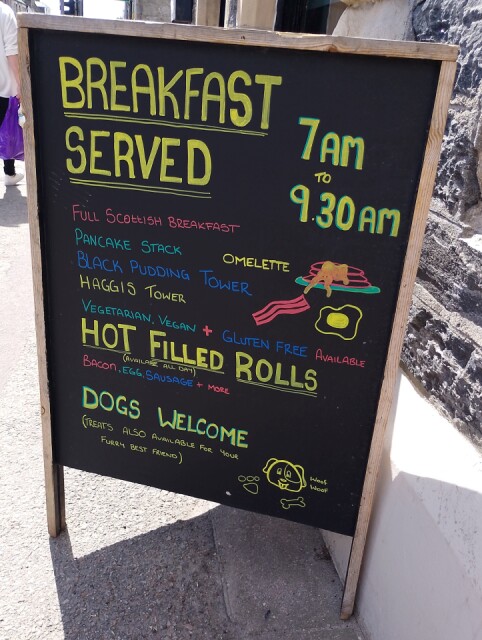 BREAKFAST
SERVED
7AM
TO
9.30AM
FULL SCOTTISH BREAKFAST
PANCAKE STACK
OMELETTE
BLACK PUDDING TOWER
HAGGIS TOWER
VEGETARIAN, VEGAN + GLUTEN FREE AVAILABLE
HOT FILLED ROLLS
(AVAILABLE ALL DAY)
BACON, EGG, SAUSAGE + MORE
DOGS WELCOME
(TREATS ALSO AVAILABLE FOR YOUR
FURRY BEST FRIEND)
WOOF
WOOF